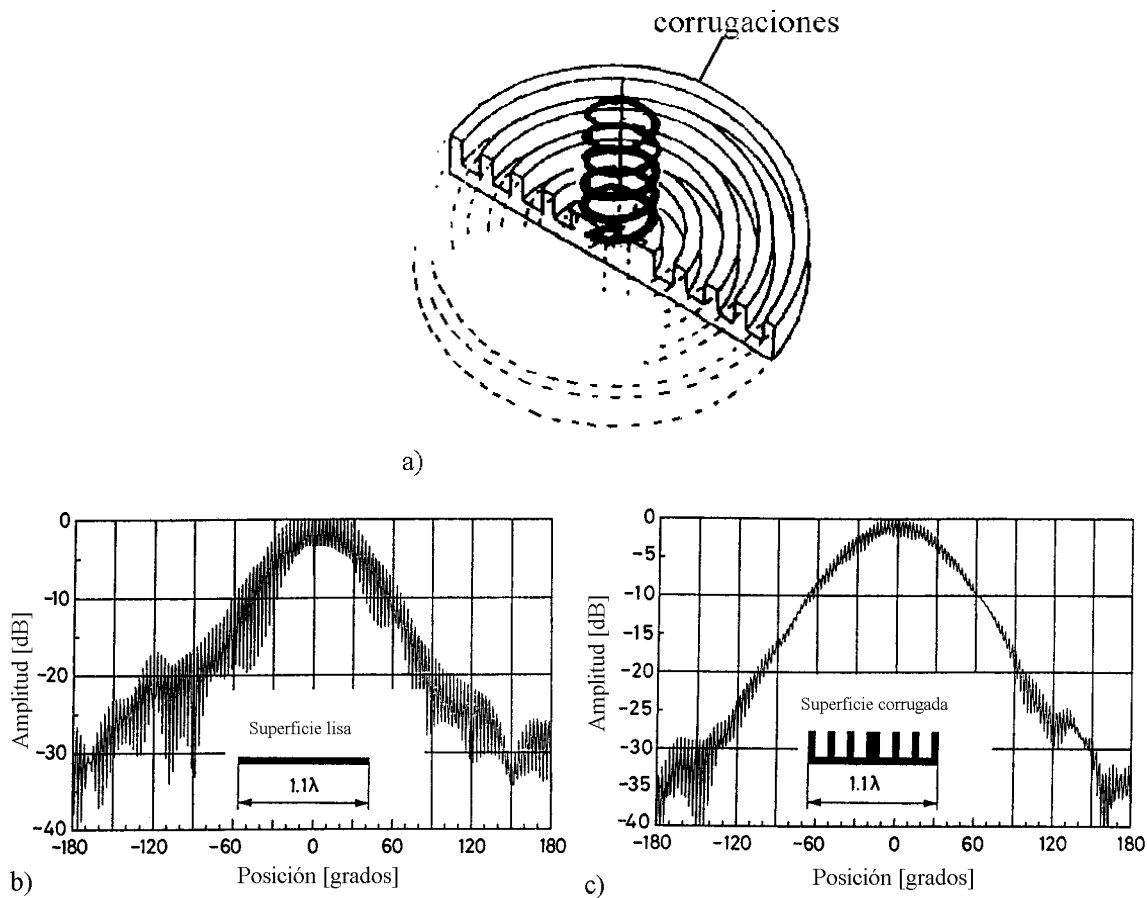 corrugaciones
a)
0
-10
-20
-30
-40
Amplitud [dB]
Superficie lisa
1.1λ
-180
-120
-60
0
60
120
180
Posición [grados]
b)
0
-5
-10
-15
-20
-25
-30
-35
-40
Amplitud [dB]
Superficie corrugada
1.1λ
-180
-120
-60
0
60
120
180
Posición [grados]
c)